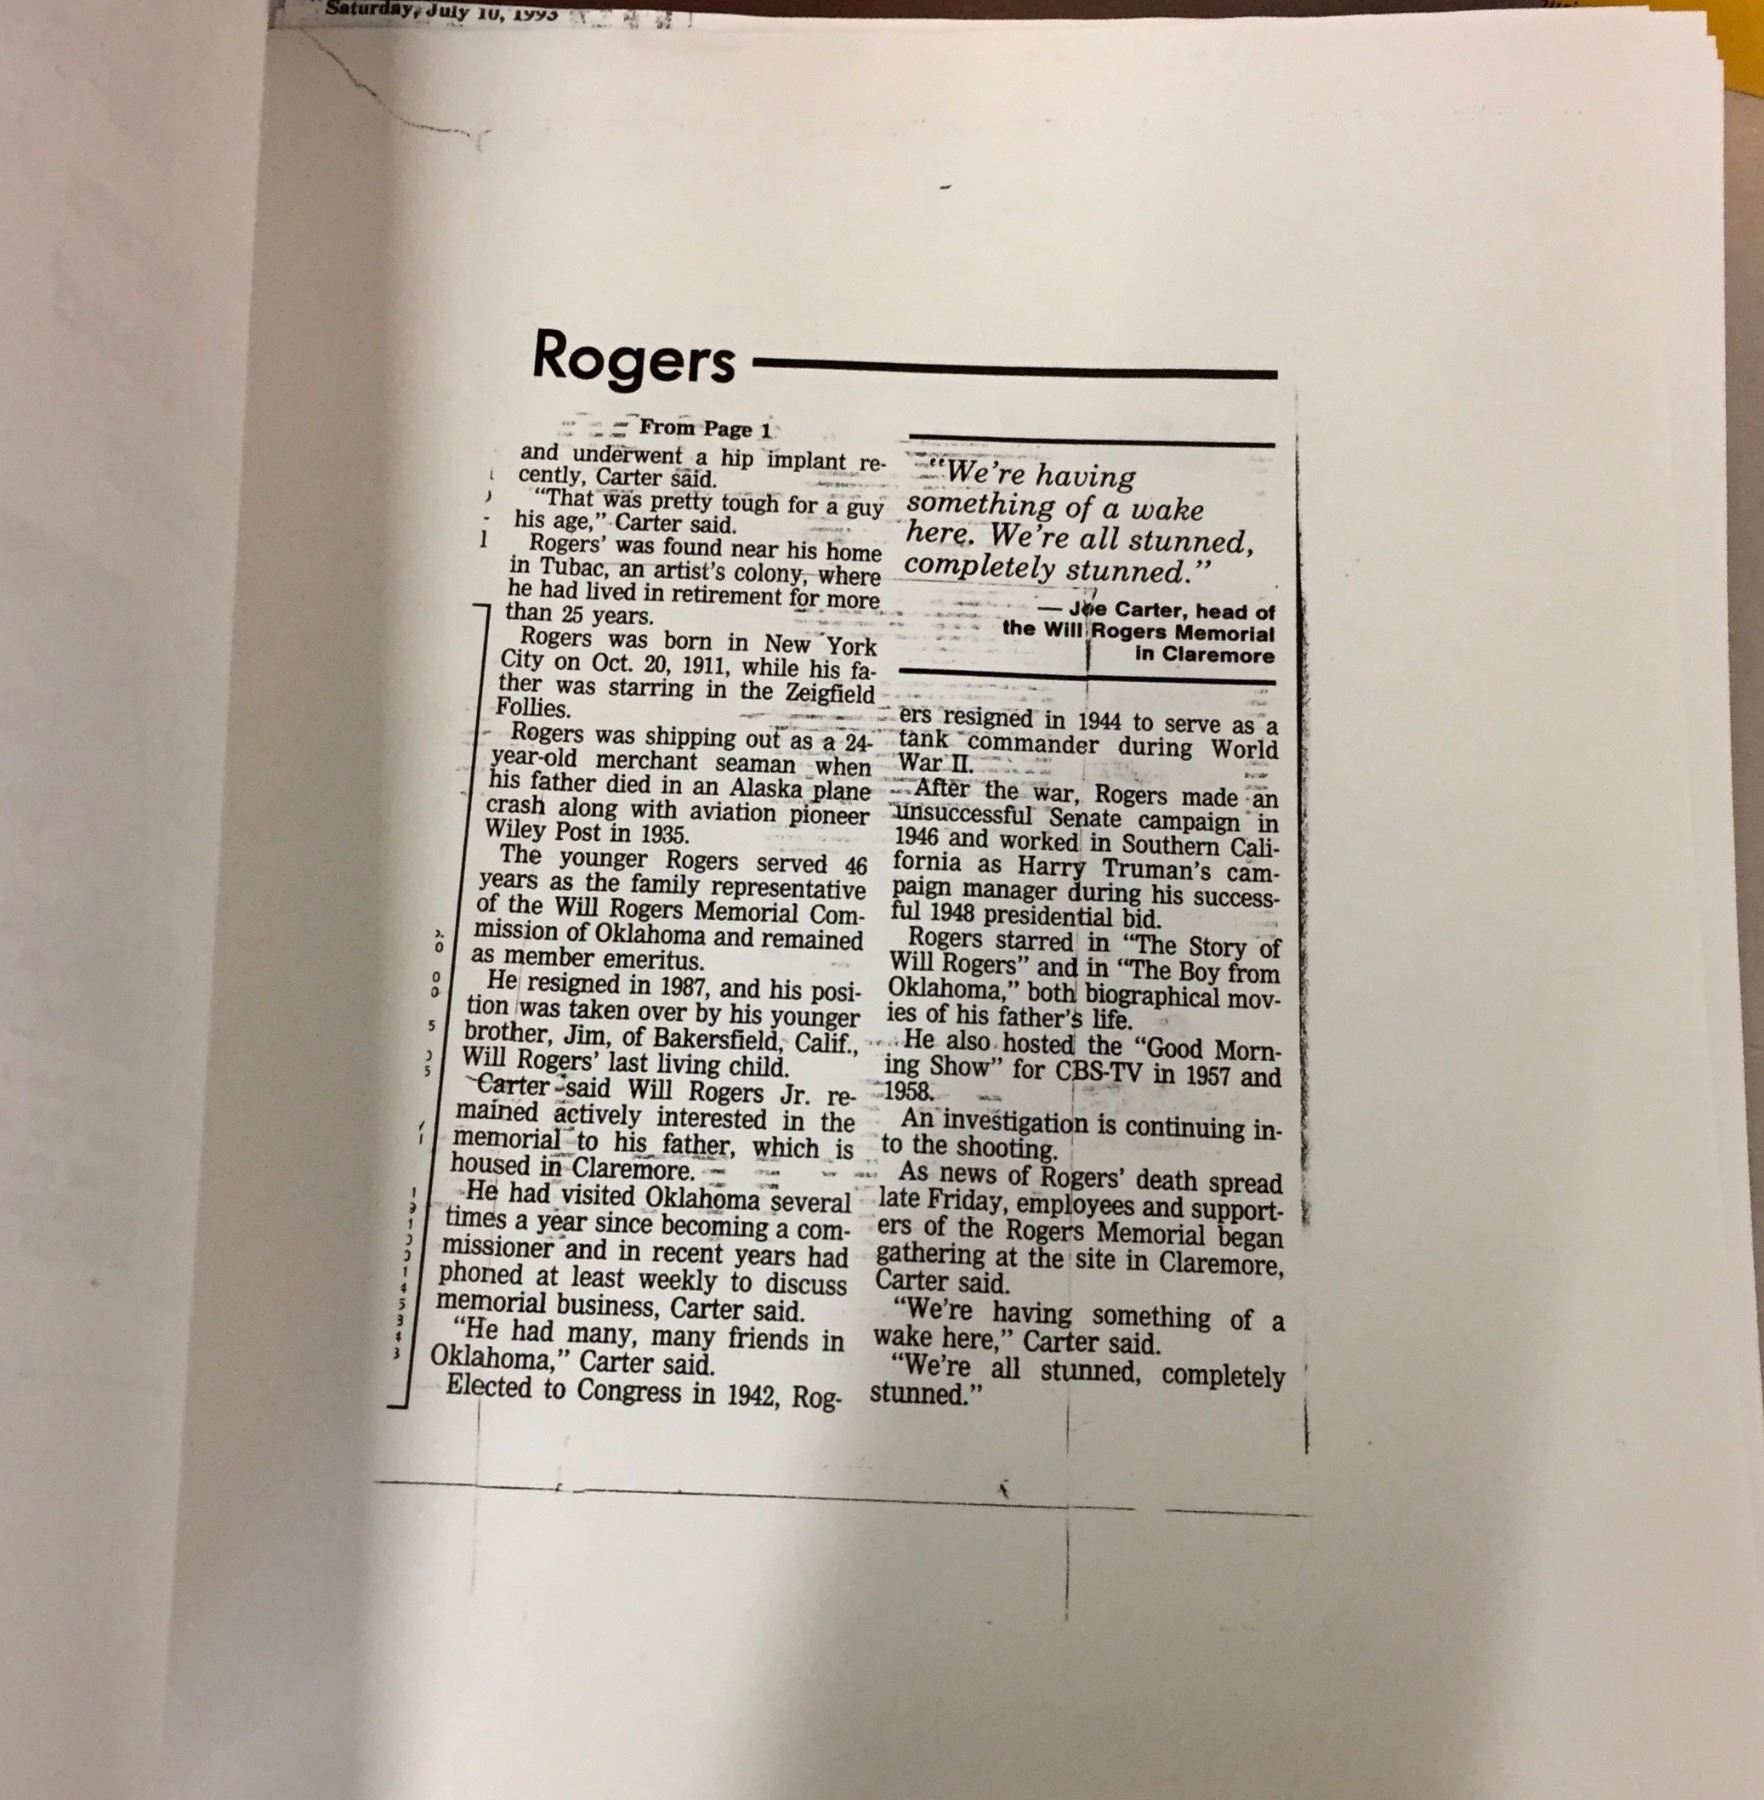 Saturday, July 10, 1993
Rogers
From Page 1
and underwent a hip implant re-
cently, Carter said.
"That was pretty tough for a guy
his age," Carter said.
Rogers' was found near his home
in Tubac, an artist's colony, where
he had lived in retirement for more
than 25 years.
Rogers was born in New York
City on Oct. 20, 1911, while his fa-
ther was starring in the Zeigfield
Follies.
Rogers was shipping out as a 24-
year-old merchant seaman when
his father died in an Alaska plane
crash along with aviation pioneer
Wiley Post in 1935.
The younger Rogers served 46
years as the family representative
of the Will Rogers Memorial Com-
mission of Oklahoma and remained
as member emeritus.
He resigned in 1987, and his posi-
tion was taken over by his younger
brother, Jim, of Bakersfield, Calif.,
Will Rogers' last living child.
Carter said Will Rogers Jr. re-
mained actively interested in the
memorial to his father, which is
housed in Claremore.
He had visited Oklahoma several
times a year since becoming a com-
missioner and in recent years had
phoned at least weekly to discuss
memorial business, Carter said.
"He had many, many friends in
Oklahoma," Carter said.
Elected to Congress in 1942, Rog-
"We're having
something of a wake
here. We're all stunned,
completely stunned."
— Joe Carter, head of
the Will Rogers Memorial
in Claremore
ers resigned in 1944 to serve as a
tank commander during World
War II.
After the war, Rogers made an
unsuccessful Senate campaign in
1946 and worked in Southern Cali-
fornia as Harry Truman's cam-
paign manager during his success-
ful 1948 presidential bid.
Rogers starred in "The Story of
Will Rogers" and in "The Boy from
Oklahoma," both biographical mov-
ies of his father's life.
He also hosted the "Good Morn-
ing Show" for CBS-TV in 1957 and
1958.
An investigation is continuing in-
to the shooting.
As news of Rogers' death spread
late Friday, employees and support-
ers of the Rogers Memorial began
gathering at the site in Claremore,
Carter said.
"We're having something of a
wake here," Carter said.
"We're all stunned, completely
stunned."